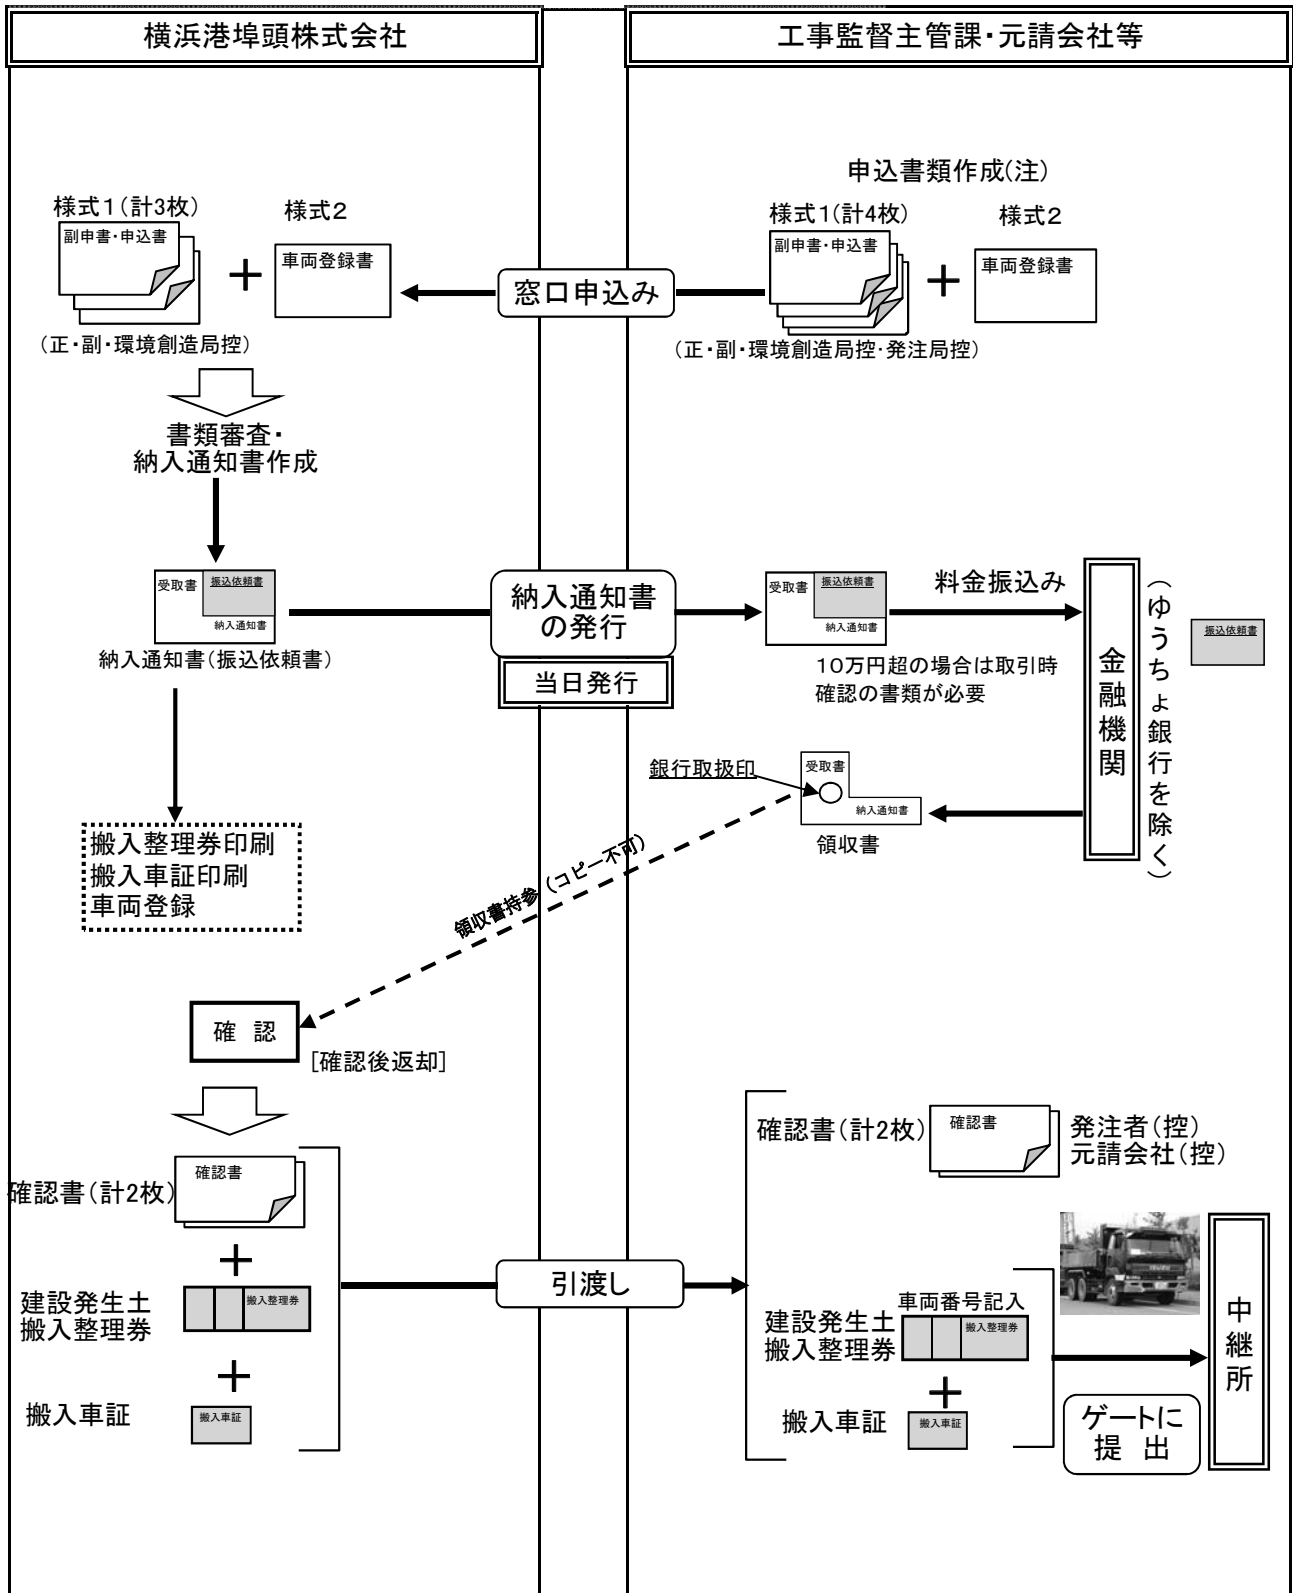 横浜港埠頭株式会社
工事監督主管課・元請会社等
申込書類作成(注)
様式1(計3枚)
副申書・申込書
様式2
車両登録書
(正・副・環境創造局控)
窓口申込み
様式1(計4枚)
副申書・申込書
様式2
車両登録書
(正・副・環境創造局控・発注局控)
書類審査・
納入通知書作成
受取書
振込依頼書
納入通知書
納入通知書(振込依頼書)
納入通知書
の発行
当日発行
受取書
振込依頼書
納入通知書
料金振込み
10万円超の場合は取引時
確認の書類が必要
金融機関
(ゆうちょ銀行を除く)
振込依頼書
銀行取扱印
受取書
納入通知書
領収書
搬入整理券印刷
搬入車証印刷
車両登録
領収書持参(コピー不可)
確 認
[確認後返却]
確認書(計2枚)
確認書
建設発生土
搬入整理券
搬入整理券
搬入車証
搬入車証
引渡し
確認書(計2枚)
確認書
発注者(控)
元請会社(控)
車両番号記入
建設発生土
搬入整理券
搬入整理券
搬入車証
搬入車証
ゲートに
提 出
中継所